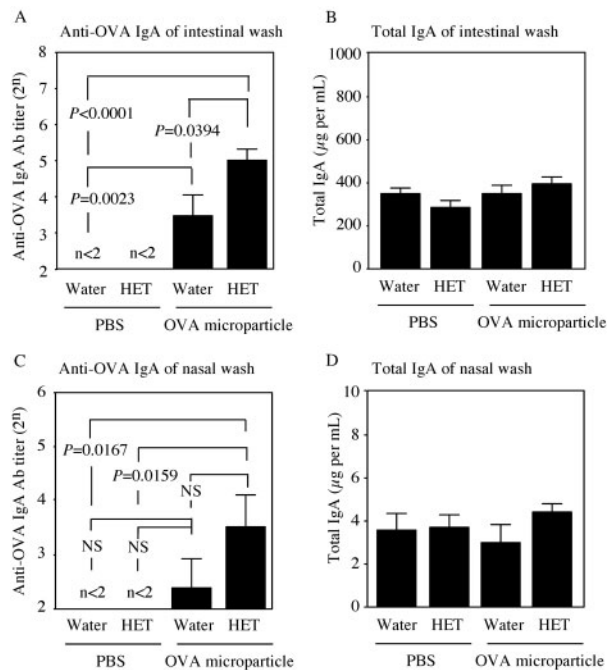 A
Anti-OVA IgA of intestinal wash
Anti-OVA IgA Ab titer (2ⁿ)
8
7
6
5
4
3
2
P<0.0001
P=0.0394
P=0.0023
n<2
n<2
Water HET Water HET
PBS OVA microparticle
B
Total IgA of intestinal wash
Total IgA (µg per mL)
1000
800
600
400
200
0
Water HET Water HET
PBS OVA microparticle
C
Anti-OVA IgA of nasal wash
Anti-OVA IgA Ab titer (2ⁿ)
6
5
4
3
2
P=0.0167
P=0.0159
NS
NS NS
n<2 n<2
Water HET Water HET
PBS OVA microparticle
D
Total IgA of nasal wash
Total IgA (µg per mL)
10
8
6
4
2
0
Water HET Water HET
PBS OVA microparticle